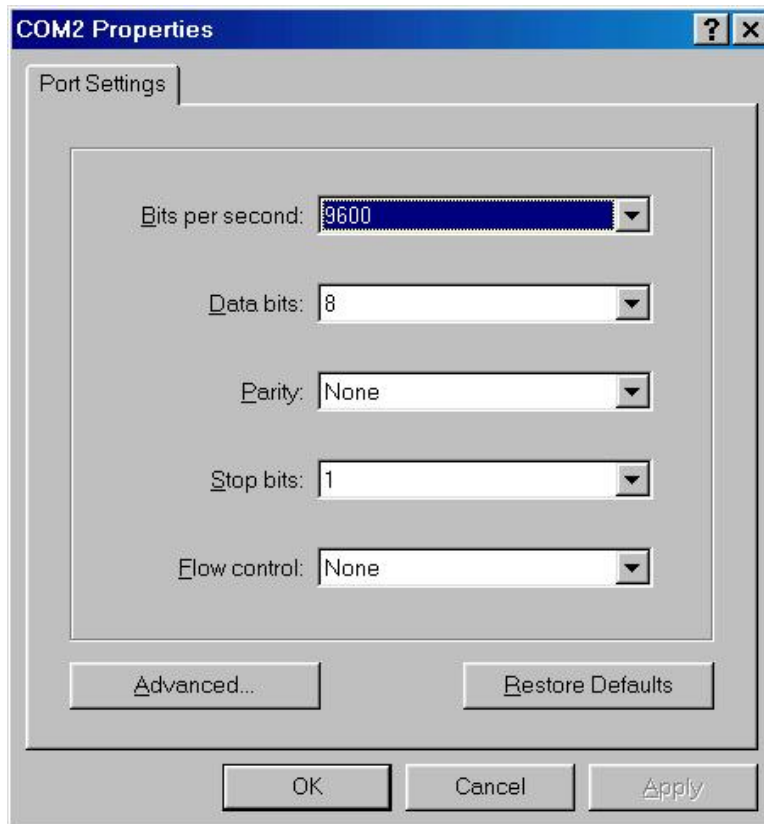 COM2 Properties
Port Settings
Bits per second: 9600
Data bits: 8
Parity: None
Stop bits: 1
Flow control: None
Advanced... Restore Defaults
OK Cancel Apply